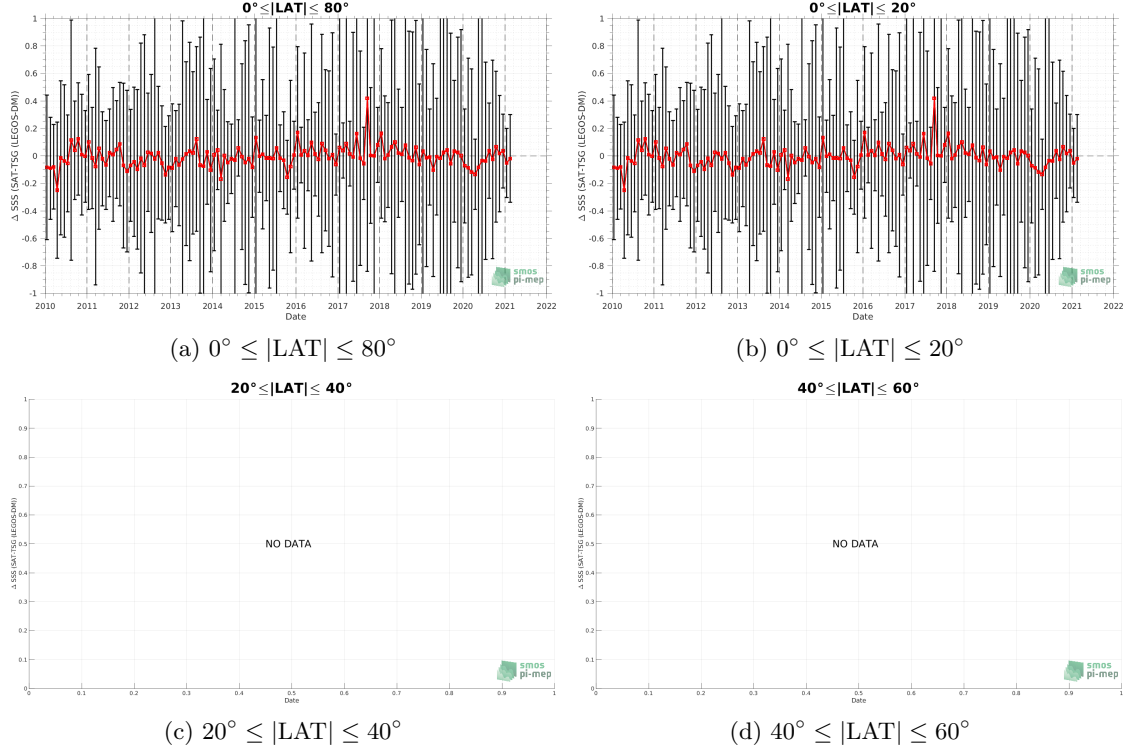 0°≤|LAT|≤ 80°
Δ SSS (SAT-TSG (LEGOS-DM))
1
0.8
0.6
0.4
0.2
0
-0.2
-0.4
-0.6
-0.8
-1
2010 2011 2012 2013 2014 2015 2016 2017 2018 2019 2020 2021 2022
Date
smos
pi-mep
(a) 0° ≤ |LAT| ≤ 80°
0°≤|LAT|≤ 20°
Δ SSS (SAT-TSG (LEGOS-DM))
1
0.8
0.6
0.4
0.2
0
-0.2
-0.4
-0.6
-0.8
-1
2010 2011 2012 2013 2014 2015 2016 2017 2018 2019 2020 2021 2022
Date
smos
pi-mep
(b) 0° ≤ |LAT| ≤ 20°
20°≤|LAT|≤ 40°
Δ SSS (SAT-TSG (LEGOS-DM))
1
0.9
0.8
0.7
0.6
0.5
0.4
0.3
0.2
0.1
0
NO DATA
0 0.1 0.2 0.3 0.4 0.5 0.6 0.7 0.8 0.9 1
Date
smos
pi-mep
(c) 20° ≤ |LAT| ≤ 40°
40°≤|LAT|≤ 60°
Δ SSS (SAT-TSG (LEGOS-DM))
1
0.9
0.8
0.7
0.6
0.5
0.4
0.3
0.2
0.1
0
NO DATA
0 0.1 0.2 0.3 0.4 0.5 0.6 0.7 0.8 0.9 1
Date
smos
pi-mep
(d) 40° ≤ |LAT| ≤ 60°